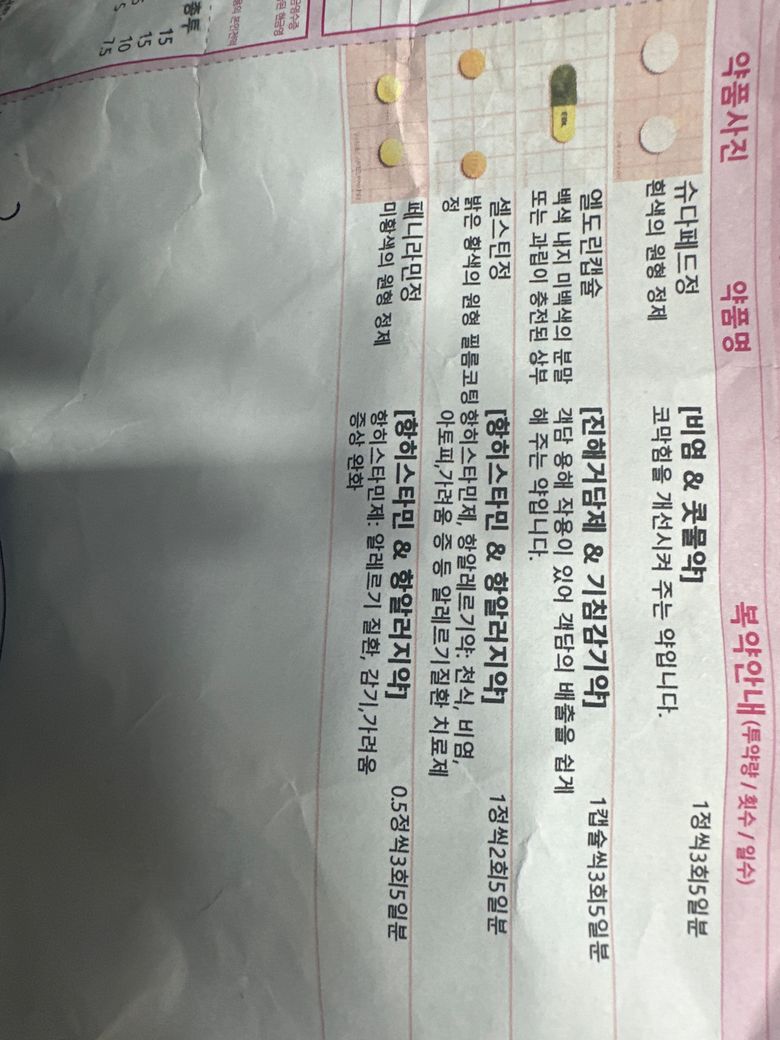 약품사진 약품명 복약안내(투약량 / 횟수 / 일수)
슈다페드정
흰색의 원형 정제
[비염 & 콧물약]
코막힘을 개선시켜 주는 약입니다.
1정씩3회5일분
엘도린캡슐
백색 내지 미백색의 분말
또는 과립이 충전된 상부
[진해거담제 & 기침감기약]
객담 용해 작용이 있어 객담의 배출을 쉽게
해 주는 약입니다.
1캡슐씩3회5일분
셀스틴정
밝은 황색의 원형 필름코팅
정
[항히스타민 & 항알러지약]
항히스타민제, 항알레르기약: 천식, 비염,
아토피,가려움 증 등 알레르기질환 치료제
1정씩2회5일분
페니라민정
미황색의 원형 정제
[항히스타민 & 항알러지약]
항히스타민제: 알레르기 질환, 감기,가려움
증상 완화
0.5정씩3회5일분
총투
15
15
10
7.5